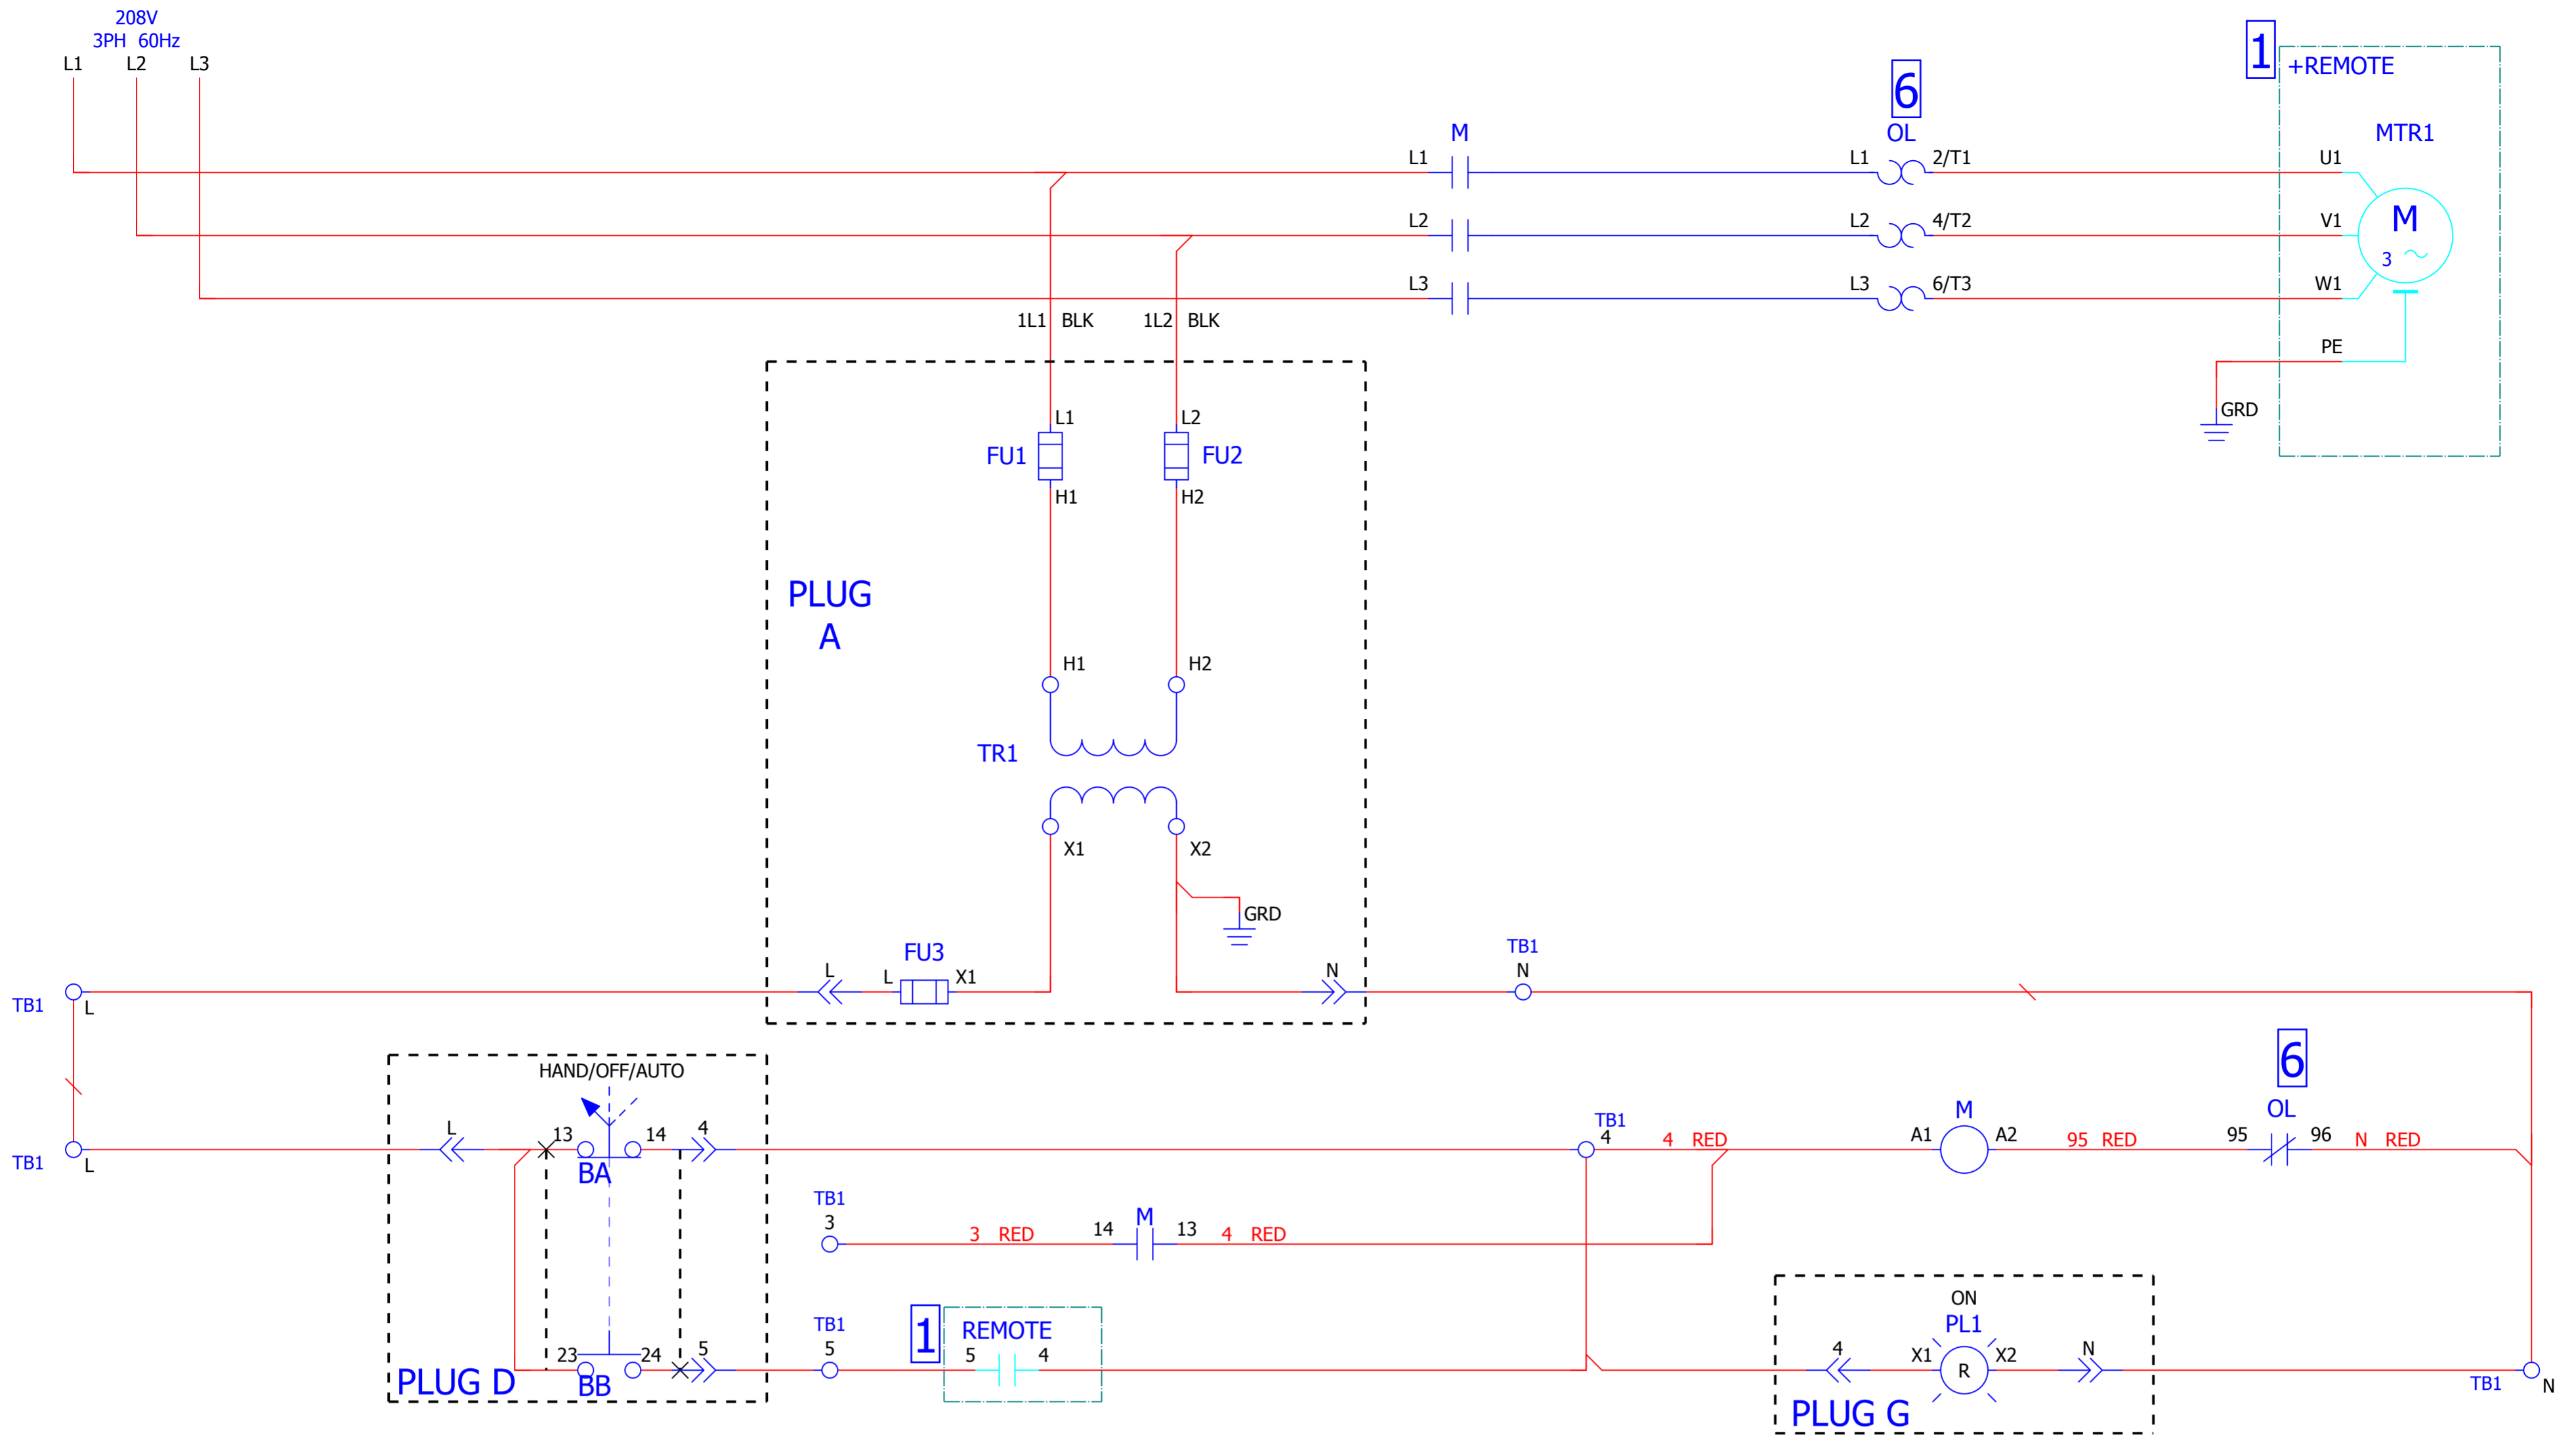 208V
3PH 60Hz
L1 L2 L3
1
+REMOTE
6
OL
M
MTR1
L1 L1 2/T1 U1
L2 L2 4/T2 V1
M
3
L3 L3 6/T3 W1
1L1 BLK 1L2 BLK
PE
GRD
L1 L2
FU1 FU2
H1 H2
PLUG
A
H1 H2
TR1
X1 X2
GRD
FU3
L L X1 N
TB1
N
TB1
L
HAND/OFF/AUTO
6
OL
M
TB1
L
L 13 14 4
BA
TB1
4
4 RED
A1 A2
95 RED
95 96
N RED
TB1
3
3 RED
14 M 13
4 RED
TB1
5
1
REMOTE
5 4
23 24 5
BB
PLUG D
ON
PL1
4 X1 R X2 N
PLUG G
TB1
N